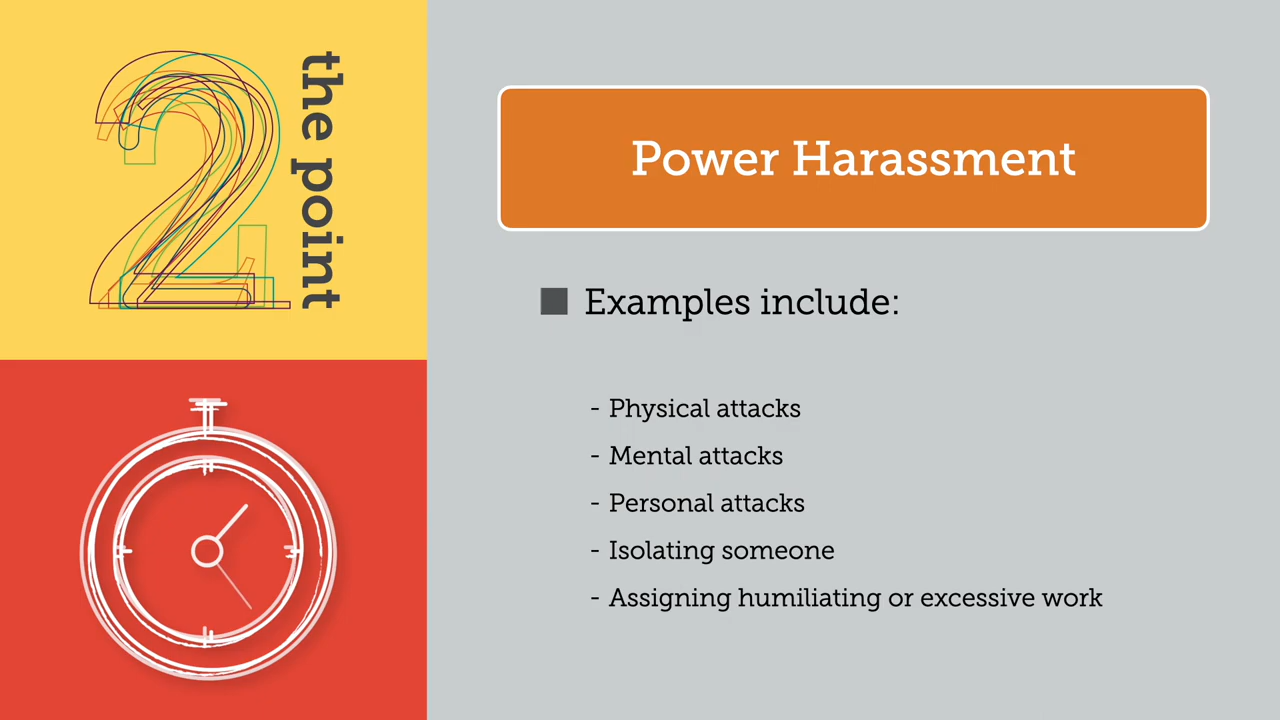 2
the point
Power Harassment
Examples include:
- Physical attacks
- Mental attacks
- Personal attacks
- Isolating someone
- Assigning humiliating or excessive work